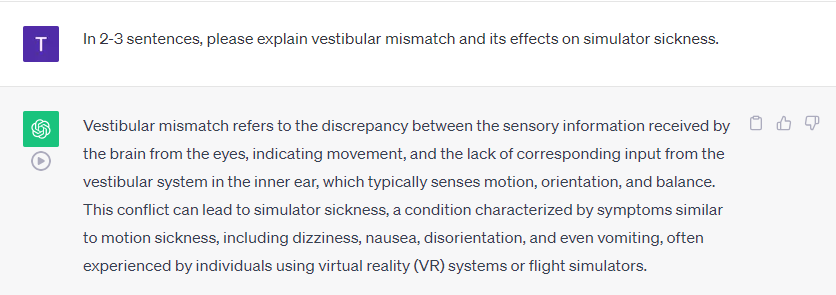 T
In 2-3 sentences, please explain vestibular mismatch and its effects on simulator sickness.
Vestibular mismatch refers to the discrepancy between the sensory information received by
the brain from the eyes, indicating movement, and the lack of corresponding input from the
vestibular system in the inner ear, which typically senses motion, orientation, and balance.
This conflict can lead to simulator sickness, a condition characterized by symptoms similar
to motion sickness, including dizziness, nausea, disorientation, and even vomiting, often
experienced by individuals using virtual reality (VR) systems or flight simulators.